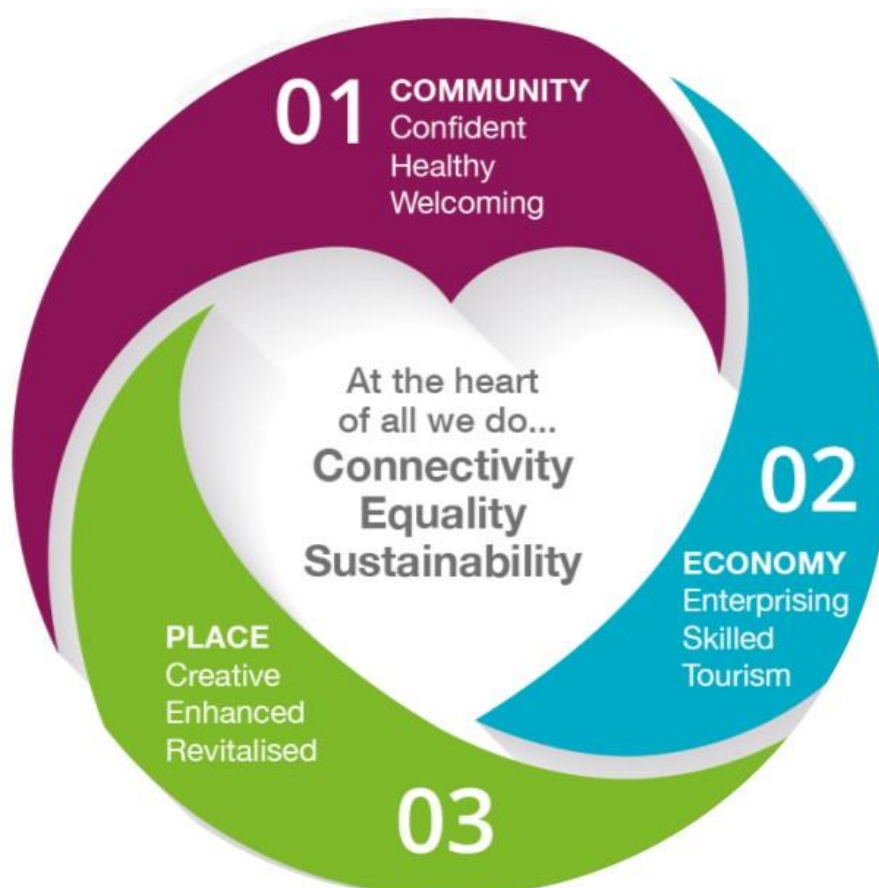 01
COMMUNITY
Confident
Healthy
Welcoming
At the heart
of all we do...
Connectivity
Equality
Sustainability
02
ECONOMY
Enterprising
Skilled
Tourism
PLACE
Creative
Enhanced
Revitalised
03